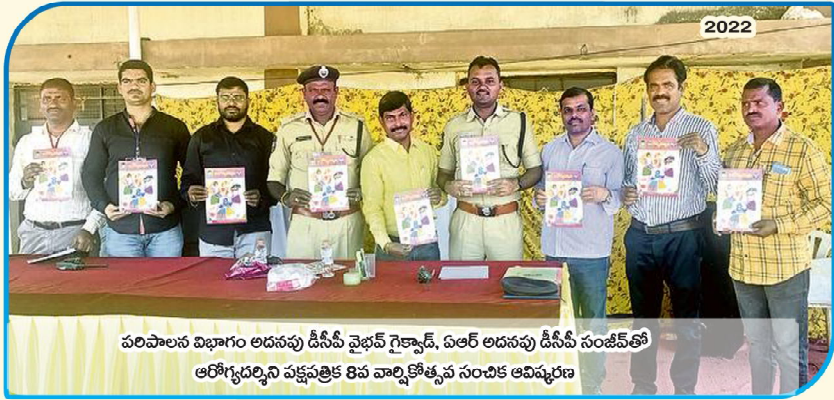 2022
పరిపాలన విభాగం అదనపు డీసీపీ వైభవ్ గైక్వాడ్, ఏఆర్ అదనపు డీసీపీ సంజీవ్‌తో
ఆరోగ్యదర్శిని పక్షపత్రిక 8వ వార్షికోత్సవ సంచిక ఆవిష్కరణ